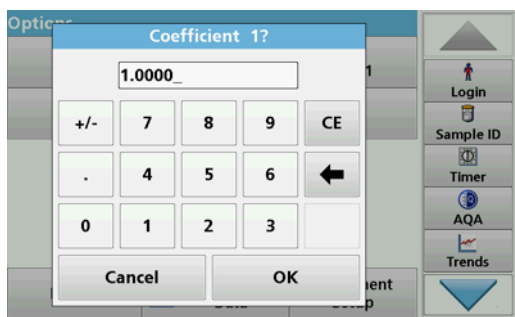 Options
Coefficient 1?
1.0000_
1
+/- 7 8 9 CE
. 4 5 6
0 1 2 3
Cancel OK
Login
Sample ID
Timer
AQA
Trends